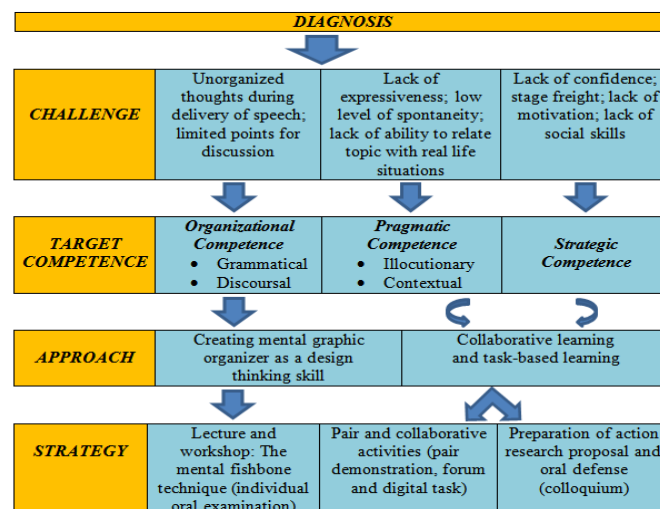 DIAGNOSIS
CHALLENGE
Unorganized
thoughts during
delivery of speech;
limited points for
discussion
Lack of
expressiveness; low
level of spontaneity;
lack of ability to relate
topic with real life
situations
Lack of confidence;
stage freight; lack of
motivation; lack of
social skills
TARGET
COMPETENCE
Organizational
Competence
• Grammatical
• Discoursal
Pragmatic
Competence
• Illocutionary
• Contextual
Strategic
Competence
APPROACH
Creating mental graphic
organizer as a design
thinking skill
Collaborative learning
and task-based learning
STRATEGY
Lecture and
workshop: The
mental fishbone
technique (individual
oral examination)
Pair and collaborative
activities (pair
demonstration, forum
and digital task)
Preparation of action
research proposal and
oral defense
(colloquium)